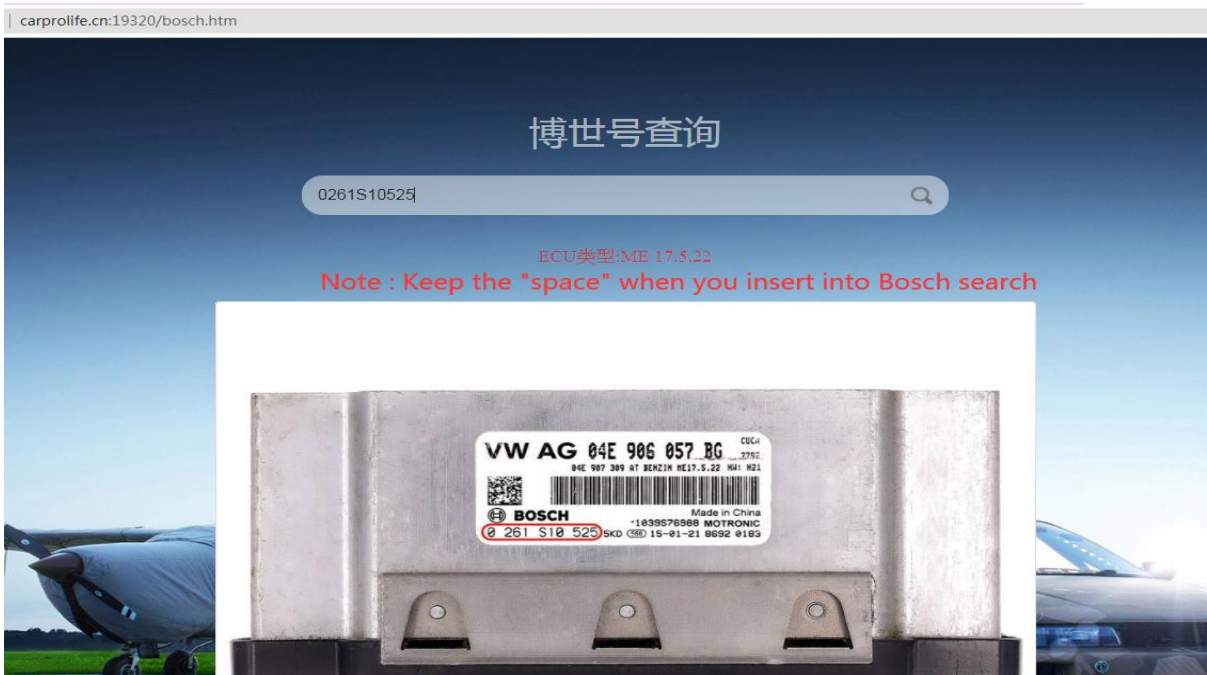 carprolife.cn:19320/bosch.htm
博世号查询
0261S10525
ECU类型:ME 17.5.22
Note : Keep the "space" when you insert into Bosch search
VW AG 04E 906 057 BG
04E 907 309 AT BENZIN ME17.5.22 HW: H21
BOSCH
Made in China
*1039S76988 MOTRONIC
0 261 S10 525 5KD 15-01-21 8692 0183